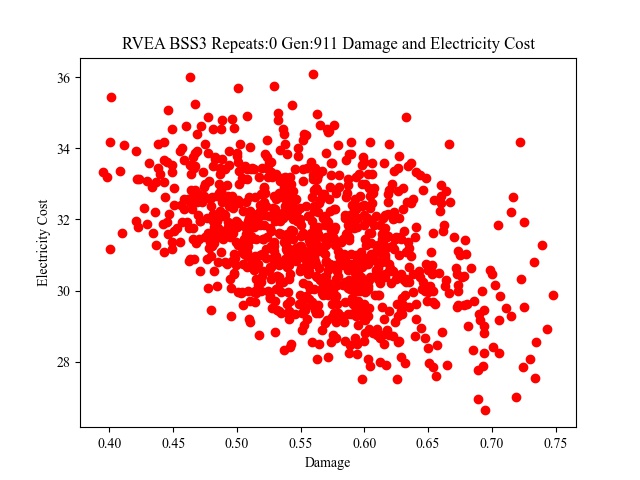 RVEA BSS3 Repeats:0 Gen:911 Damage and Electricity Cost
36
34
32
30
28
Electricity Cost
0.40 0.45 0.50 0.55 0.60 0.65 0.70 0.75
Damage